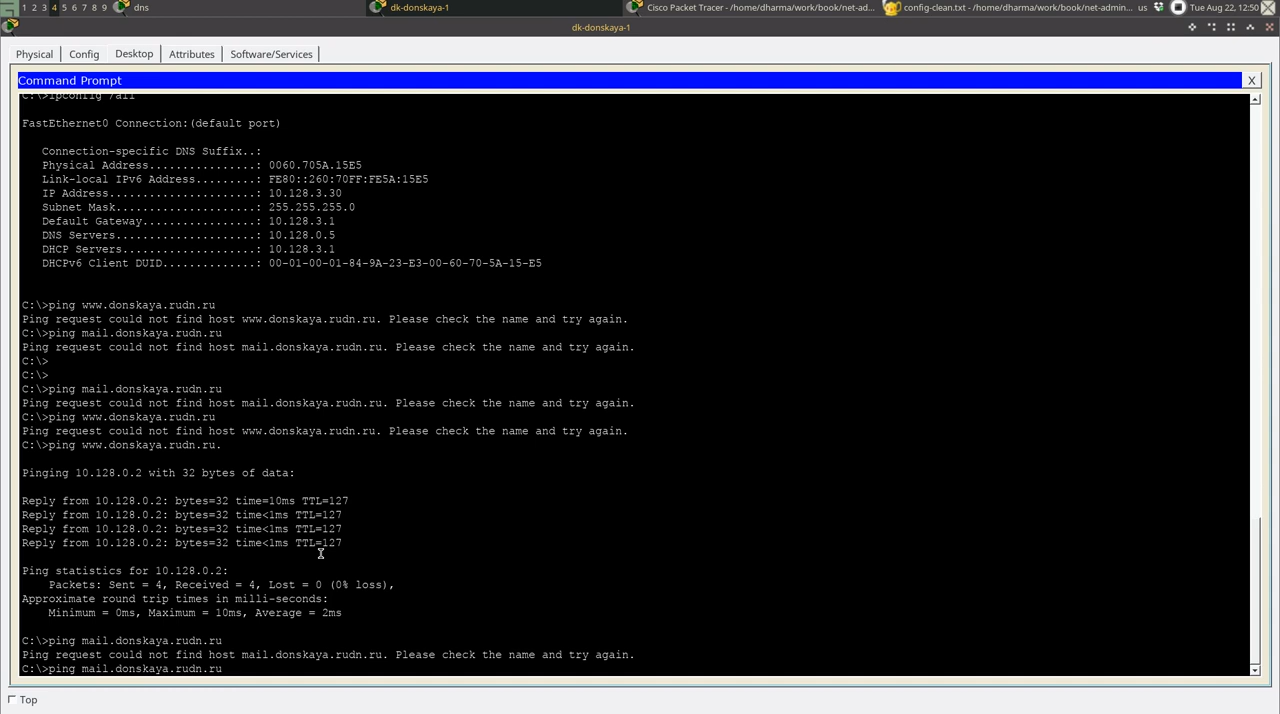 1 2 3 4 5 6 7 8 9
dns
dk-donskaya-1
Cisco Packet Tracer - /home/dharma/work/book/net-ad...
config-clean.txt - /home/dharma/work/book/net-admin...
us
Tue Aug 22, 12:50
dk-donskaya-1
Physical
Config
Desktop
Attributes
Software/Services
Command Prompt
X
C:\>ipconfig /all
FastEthernet0 Connection:(default port)
Connection-specific DNS Suffix..:
Physical Address................: 0060.705A.15E5
Link-local IPv6 Address.........: FE80::260:70FF:FE5A:15E5
IP Address......................: 10.128.3.30
Subnet Mask.....................: 255.255.255.0
Default Gateway.................: 10.128.3.1
DNS Servers.....................: 10.128.0.5
DHCP Servers....................: 10.128.3.1
DHCPv6 Client DUID..............: 00-01-00-01-84-9A-23-E3-00-60-70-5A-15-E5
C:\>ping www.donskaya.rudn.ru
Ping request could not find host www.donskaya.rudn.ru. Please check the name and try again.
C:\>ping mail.donskaya.rudn.ru
Ping request could not find host mail.donskaya.rudn.ru. Please check the name and try again.
C:\>
C:\>
C:\>ping mail.donskaya.rudn.ru
Ping request could not find host mail.donskaya.rudn.ru. Please check the name and try again.
C:\>ping www.donskaya.rudn.ru
Ping request could not find host www.donskaya.rudn.ru. Please check the name and try again.
C:\>ping www.donskaya.rudn.ru.
Pinging 10.128.0.2 with 32 bytes of data:
Reply from 10.128.0.2: bytes=32 time=10ms TTL=127
Reply from 10.128.0.2: bytes=32 time<1ms TTL=127
Reply from 10.128.0.2: bytes=32 time<1ms TTL=127
Reply from 10.128.0.2: bytes=32 time<1ms TTL=127
Ping statistics for 10.128.0.2:
Packets: Sent = 4, Received = 4, Lost = 0 (0% loss),
Approximate round trip times in milli-seconds:
Minimum = 0ms, Maximum = 10ms, Average = 2ms
C:\>ping mail.donskaya.rudn.ru
Ping request could not find host mail.donskaya.rudn.ru. Please check the name and try again.
C:\>ping mail.donskaya.rudn.ru
Top